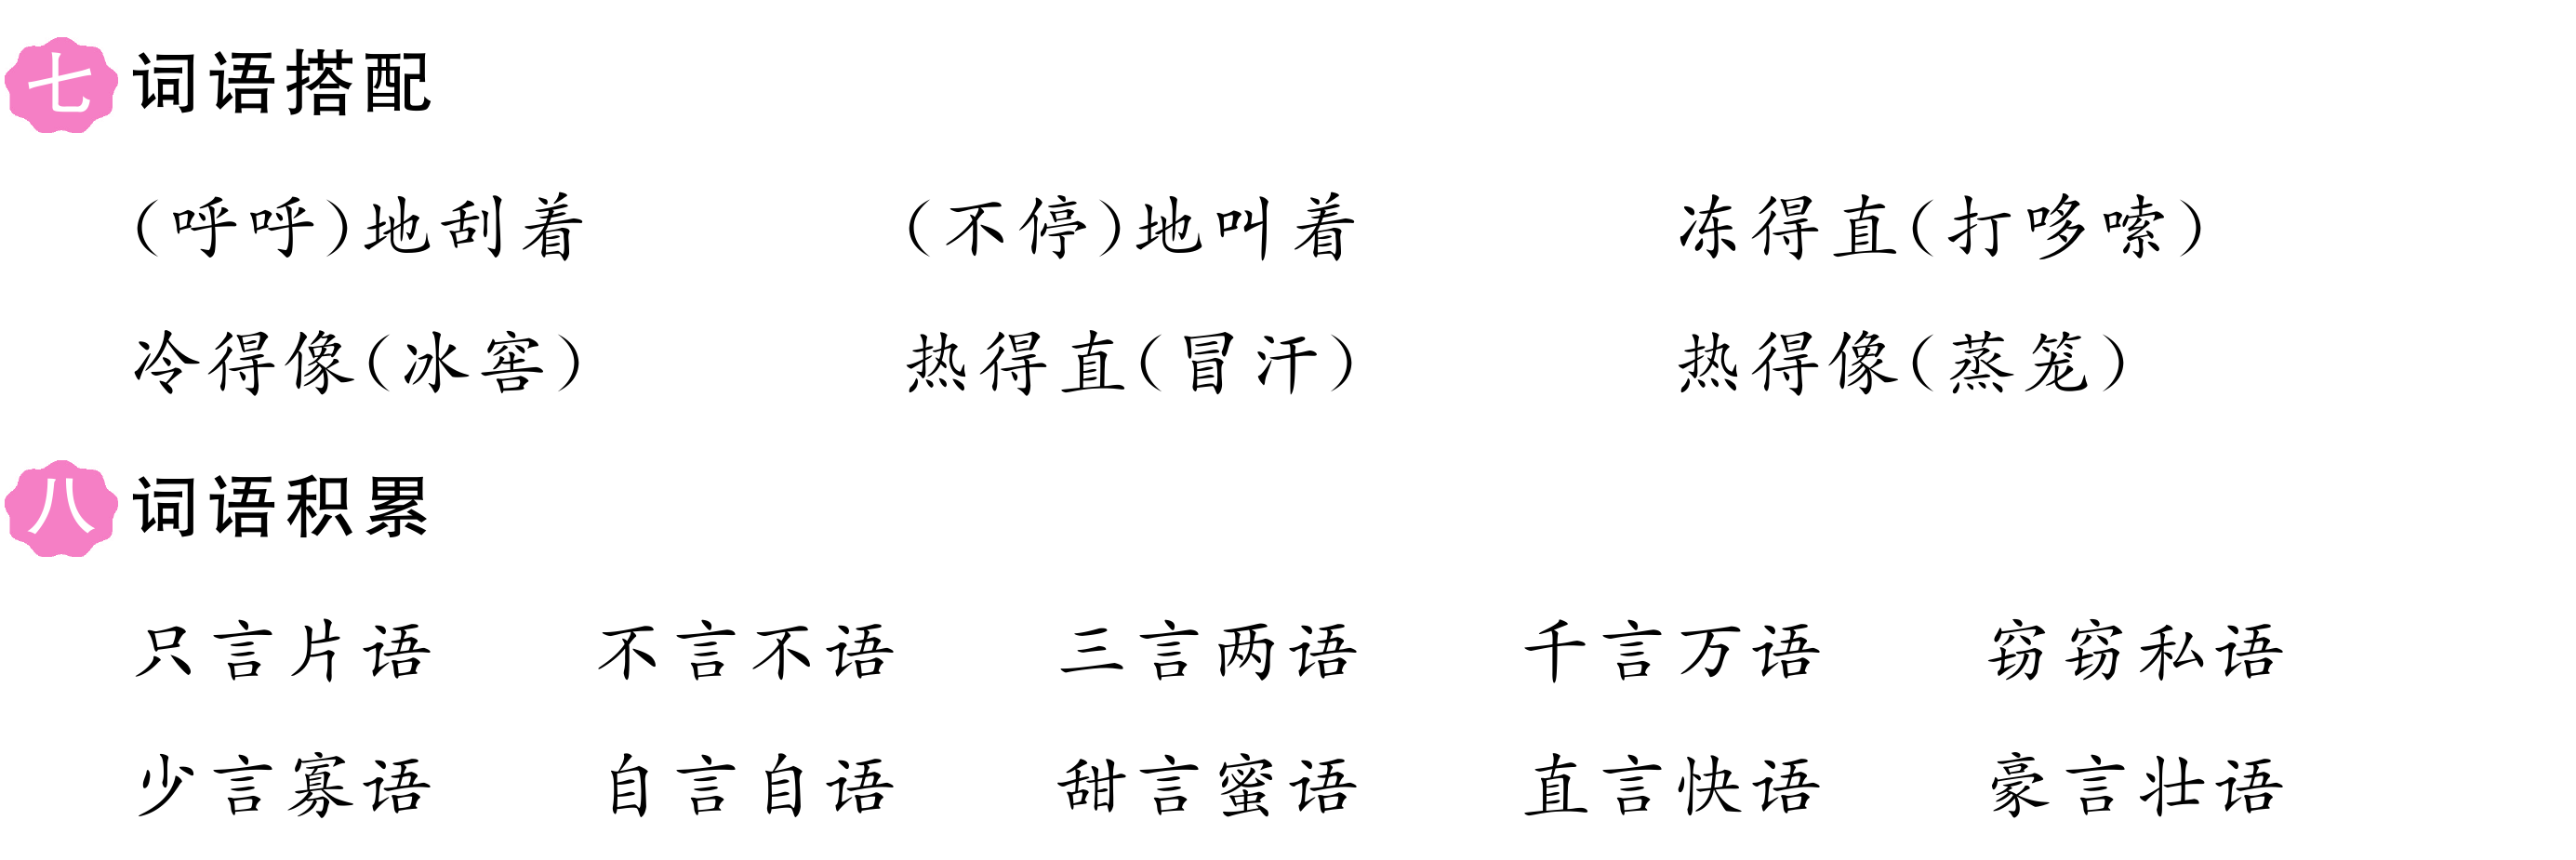 七 词语搭配
(呼呼)地刮着 (不停)地叫着 冻得直(打哆嗦)
冷得像(冰窖) 热得直(冒汗) 热得像(蒸笼)
八 词语积累
只言片语 不言不语 三言两语 千言万语 窃窃私语
少言寡语 自言自语 甜言蜜语 直言快语 豪言壮语